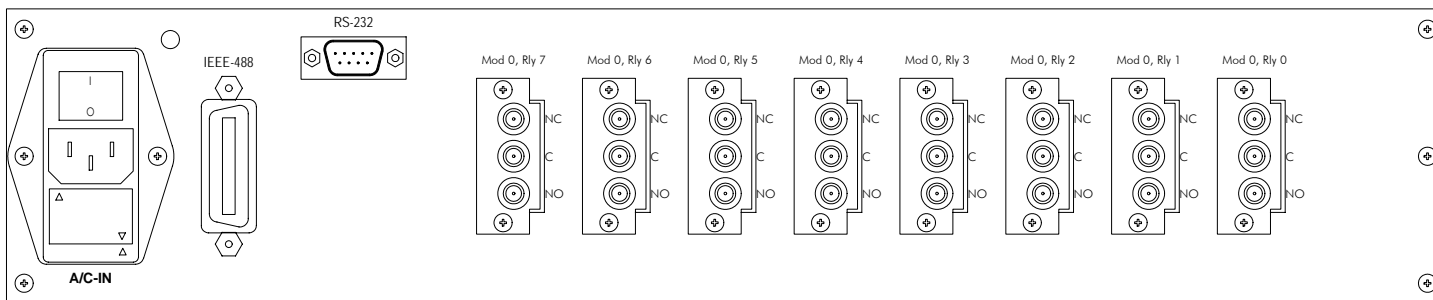 RS-232
IEEE-488
I
O
A/C-IN
Mod 0, Rly 7
NC
C
NO
Mod 0, Rly 6
NC
C
NO
Mod 0, Rly 5
NC
C
NO
Mod 0, Rly 4
NC
C
NO
Mod 0, Rly 3
NC
C
NO
Mod 0, Rly 2
NC
C
NO
Mod 0, Rly 1
NC
C
NO
Mod 0, Rly 0
NC
C
NO